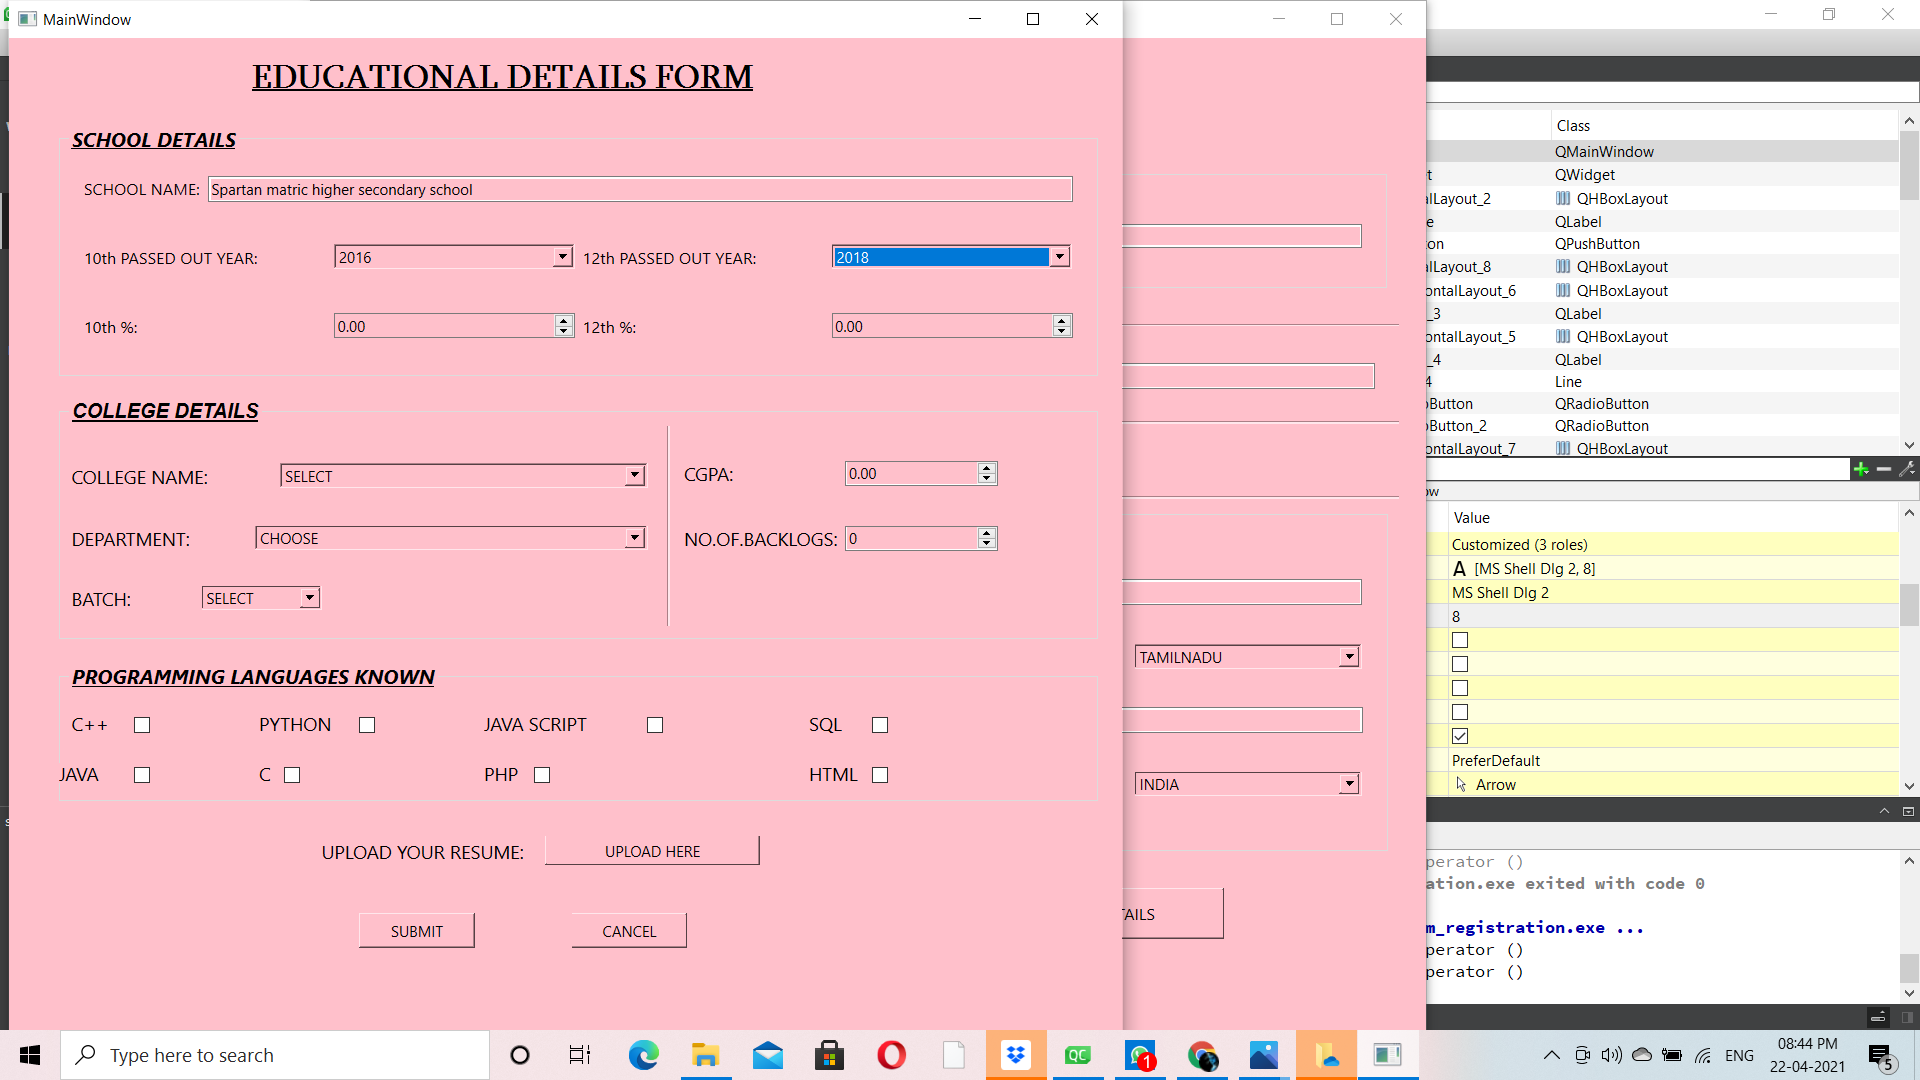 MainWindow
EDUCATIONAL DETAILS FORM
SCHOOL DETAILS
SCHOOL NAME: Spartan matric higher secondary school
10th PASSED OUT YEAR: 2016 12th PASSED OUT YEAR: 2018
10th %: 0.00 12th %: 0.00
COLLEGE DETAILS
COLLEGE NAME: SELECT CGPA: 0.00
DEPARTMENT: CHOOSE NO.OF.BACKLOGS: 0
BATCH: SELECT
PROGRAMMING LANGUAGES KNOWN
C++ PYTHON JAVA SCRIPT SQL
JAVA C PHP HTML
UPLOAD YOUR RESUME: UPLOAD HERE
SUBMIT CANCEL
TAMILNADU
INDIA
TAILS
Class
QMainWindow
t QWidget
lLayout_2 QHBoxLayout
e QLabel
on QPushButton
lLayout_8 QHBoxLayout
ontalLayout_6 QHBoxLayout
_3 QLabel
ontalLayout_5 QHBoxLayout
_4 QLabel
4 Line
Button QRadioButton
Button_2 QRadioButton
ontalLayout_7 QHBoxLayout
ow
Value
Customized (3 roles)
A [MS Shell Dlg 2, 8]
MS Shell Dlg 2
8
PreferDefault
Arrow
perator ()
ation.exe exited with code 0
m_registration.exe ...
perator ()
perator ()
Type here to search
QC
1
ENG
08:44 PM
22-04-2021
5